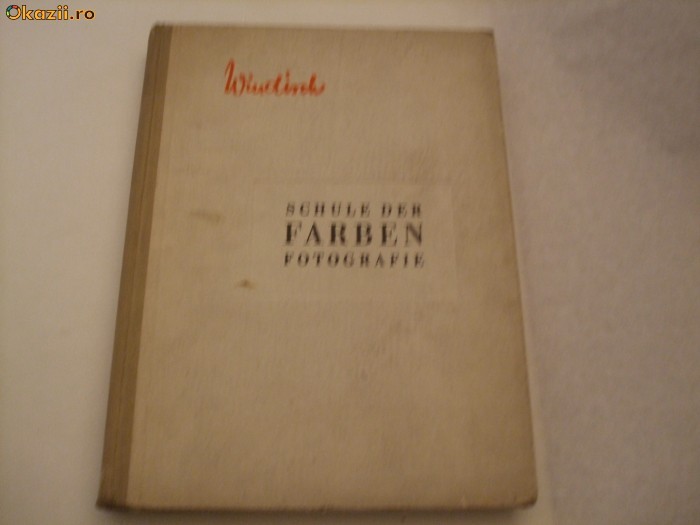 Okazii.ro
Windisch
SCHULE DER
FARBEN
FOTOGRAFIE